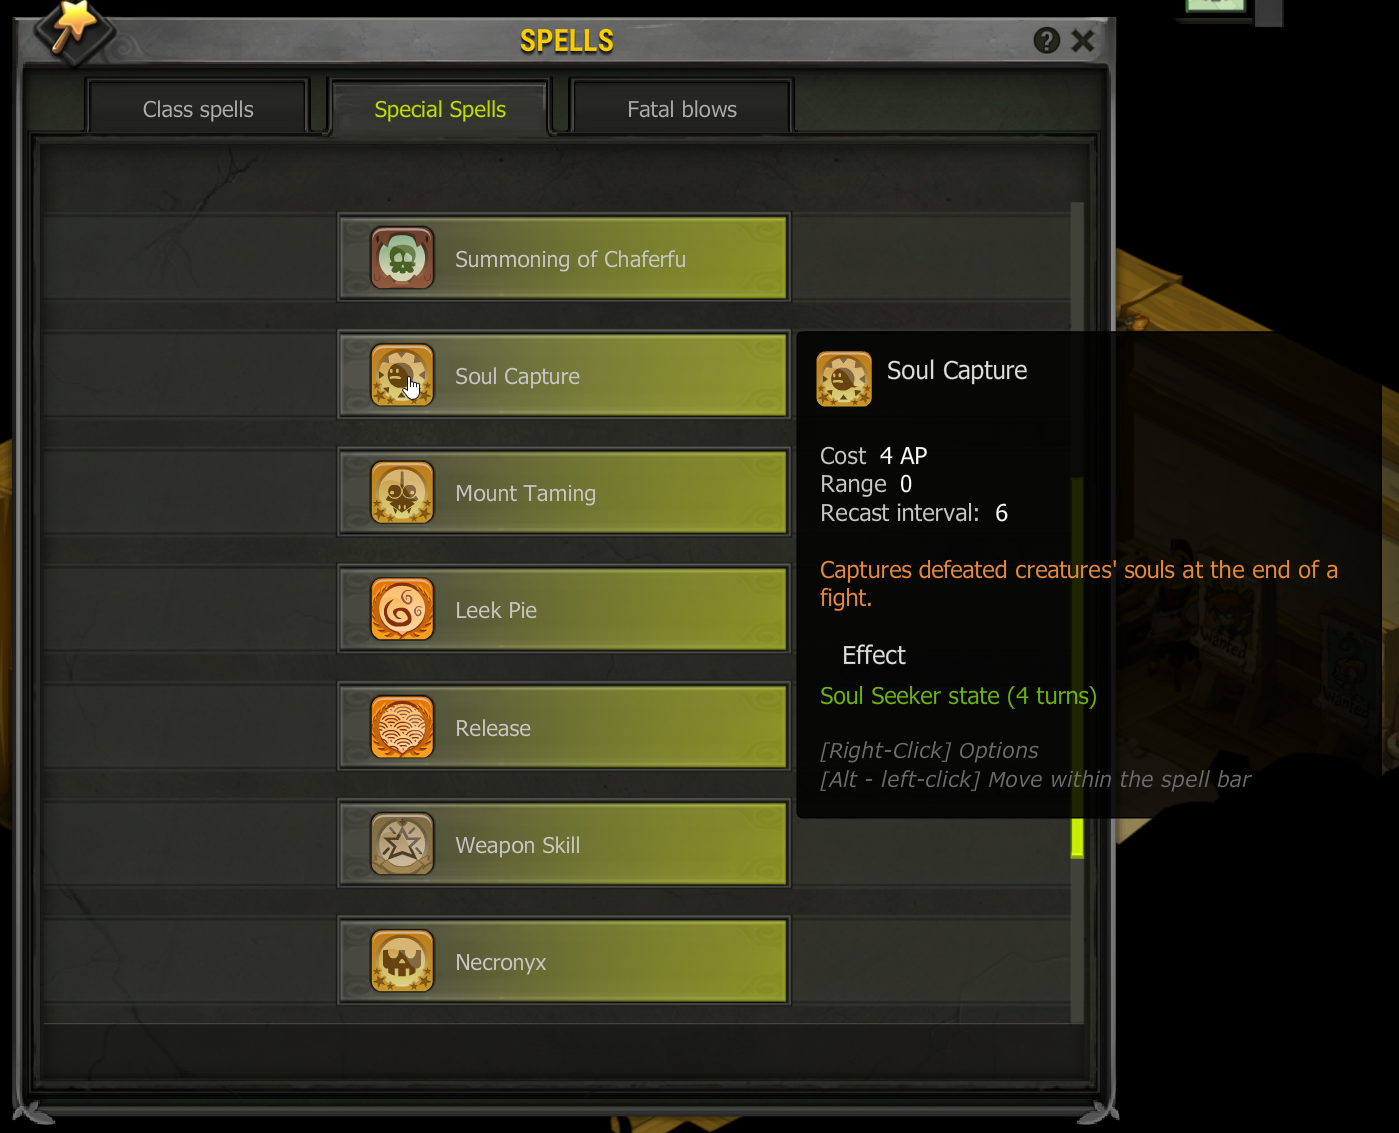 SPELLS
Class spells
Special Spells
Fatal blows
Summoning of Chaferfu
Soul Capture
Mount Taming
Leek Pie
Release
Weapon Skill
Necronyx
Soul Capture
Cost 4 AP
Range 0
Recast interval: 6
Captures defeated creatures' souls at the end of a
fight.
Effect
Soul Seeker state (4 turns)
[Right-Click] Options
[Alt - left-click] Move within the spell bar
Wanted
Wanted